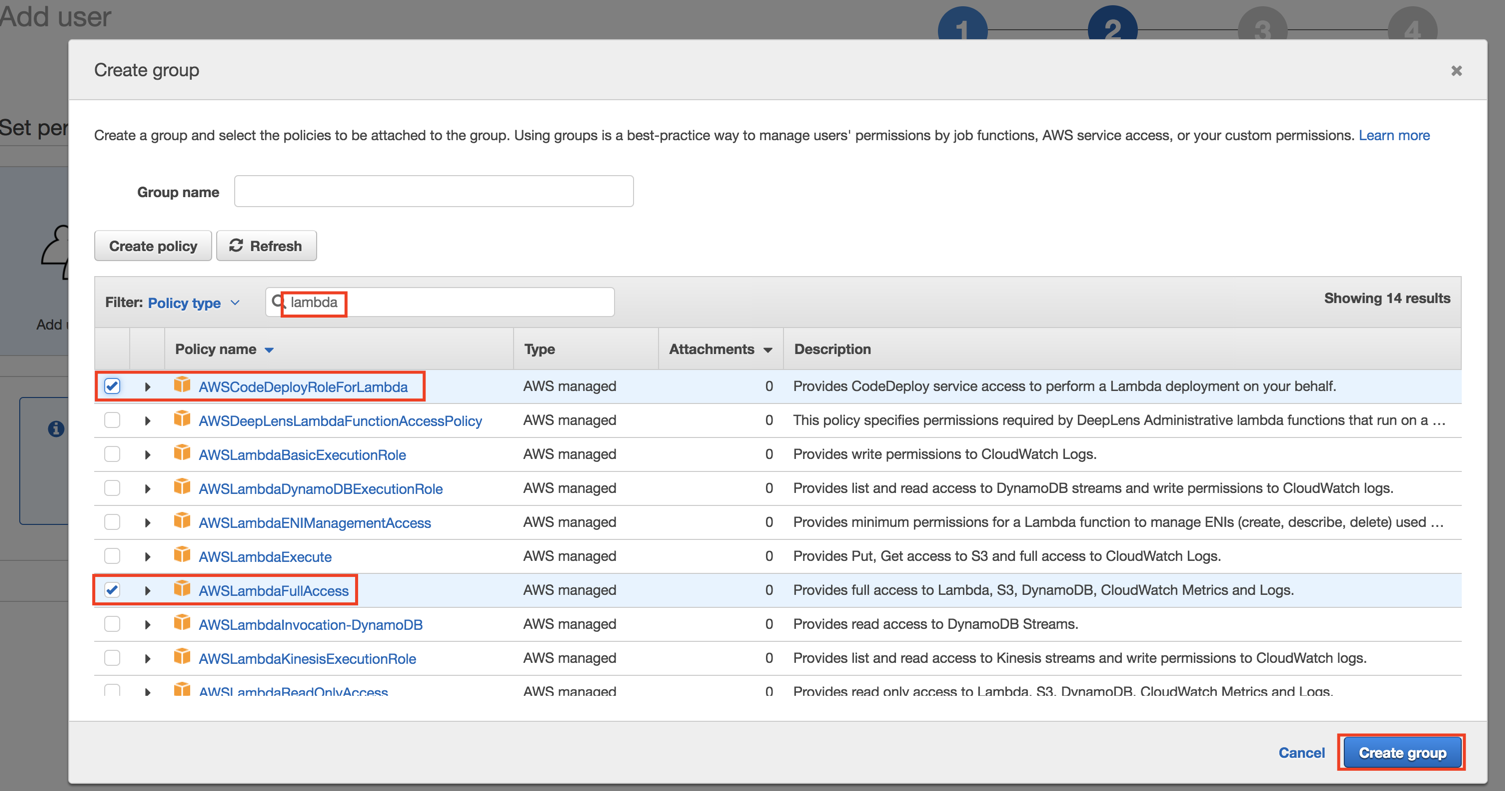 Add user
1 2 3 4
Create group
Set per
Create a group and select the policies to be attached to the group. Using groups is a best-practice way to manage users' permissions by job functions, AWS service access, or your custom permissions. Learn more
Group name
Create policy Refresh
Filter: Policy type lambda Showing 14 results
Add u
Policy name Type Attachments Description
AWSCodeDeployRoleForLambda AWS managed 0 Provides CodeDeploy service access to perform a Lambda deployment on your behalf.
AWSDeepLensLambdaFunctionAccessPolicy AWS managed 0 This policy specifies permissions required by DeepLens Administrative lambda functions that run on a ...
AWSLambdaBasicExecutionRole AWS managed 0 Provides write permissions to CloudWatch Logs.
AWSLambdaDynamoDBExecutionRole AWS managed 0 Provides list and read access to DynamoDB streams and write permissions to CloudWatch logs.
AWSLambdaENIManagementAccess AWS managed 0 Provides minimum permissions for a Lambda function to manage ENIs (create, describe, delete) used ...
AWSLambdaExecute AWS managed 0 Provides Put, Get access to S3 and full access to CloudWatch Logs.
AWSLambdaFullAccess AWS managed 0 Provides full access to Lambda, S3, DynamoDB, CloudWatch Metrics and Logs.
AWSLambdaInvocation-DynamoDB AWS managed 0 Provides read access to DynamoDB Streams.
AWSLambdaKinesisExecutionRole AWS managed 0 Provides list and read access to Kinesis streams and write permissions to CloudWatch logs.
AWSLambdaReadOnlyAccess AWS managed 0 Provides read only access to Lambda, S3, DynamoDB, CloudWatch Metrics and Logs.
Cancel Create group